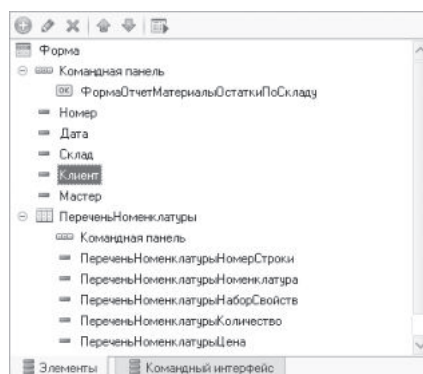 Форма
Командная панель
OK ФормаОтчетМатериалыОстаткиПоСкладу
Номер
Дата
Склад
Клиент
Мастер
ПереченьНоменклатуры
Командная панель
ПереченьНоменклатурыНомерСтроки
ПереченьНоменклатурыНоменклатура
ПереченьНоменклатурыНаборСвойств
ПереченьНоменклатурыКоличество
ПереченьНоменклатурыЦена
Элементы Командный интерфейс